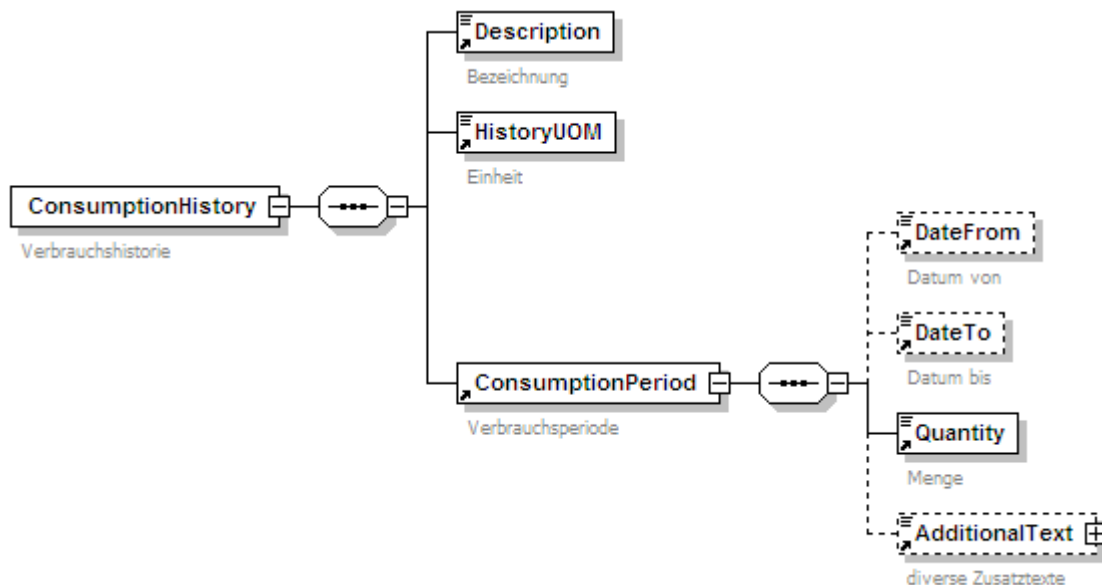 Description
Bezeichnung
HistoryUOM
Einheit
ConsumptionHistory
Verbrauchshistorie
DateFrom
Datum von
DateTo
Datum bis
ConsumptionPeriod
Verbrauchsperiode
Quantity
Menge
AdditionalText
diverse Zusatztexte